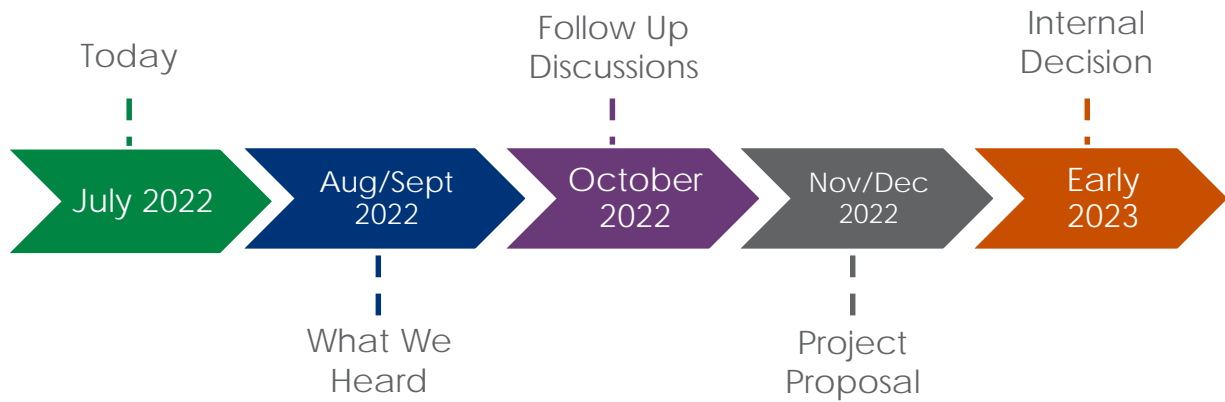 Today
Follow Up
Discussions
Internal
Decision
July 2022
Aug/Sept
2022
October
2022
Nov/Dec
2022
Early
2023
What We
Heard
Project
Proposal